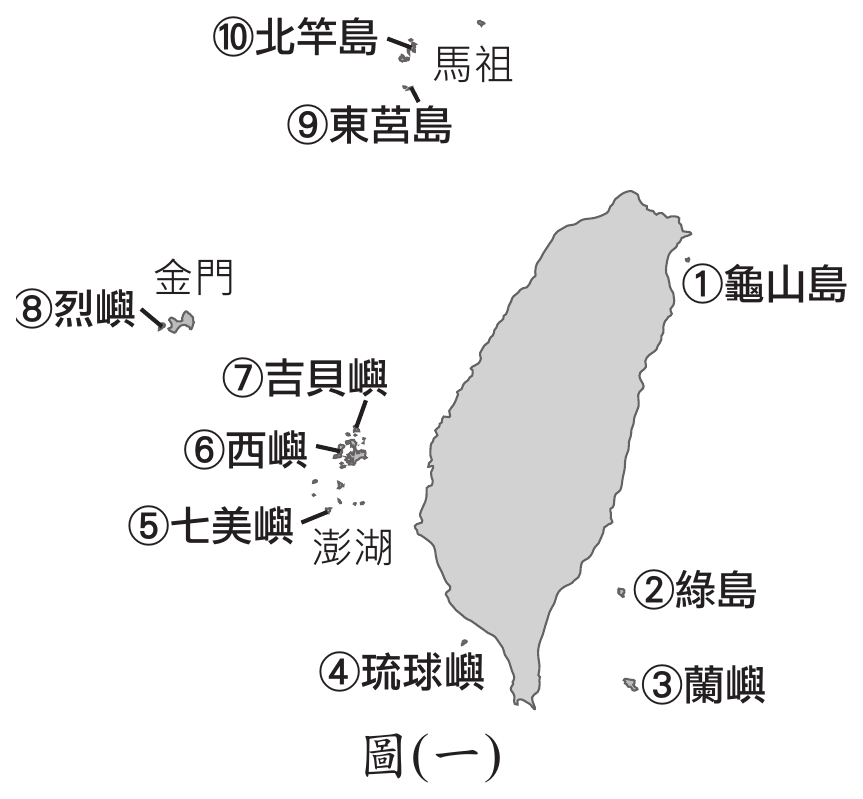 ⑩北竿島
馬祖
⑨東莒島
金門
①龜山島
⑧烈嶼
⑦吉貝嶼
⑥西嶼
⑤七美嶼
澎湖
②綠島
④琉球嶼
③蘭嶼
圖(一)